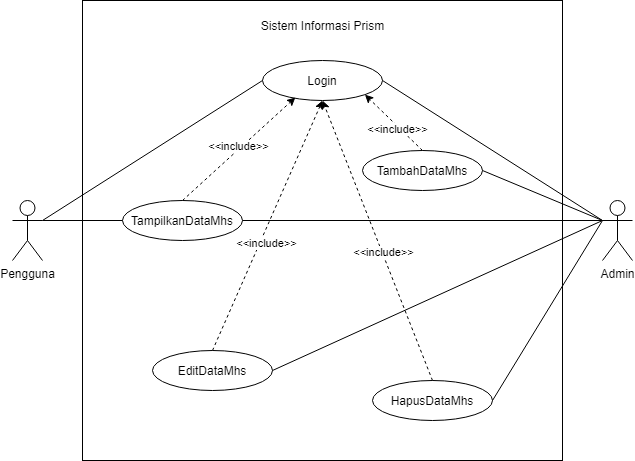 Sistem Informasi Prism
Login
<<include>>
TambahDataMhs
<<include>>
TampilkanDataMhs
<<include>>
<<include>>
Pengguna
Admin
EditDataMhs
HapusDataMhs